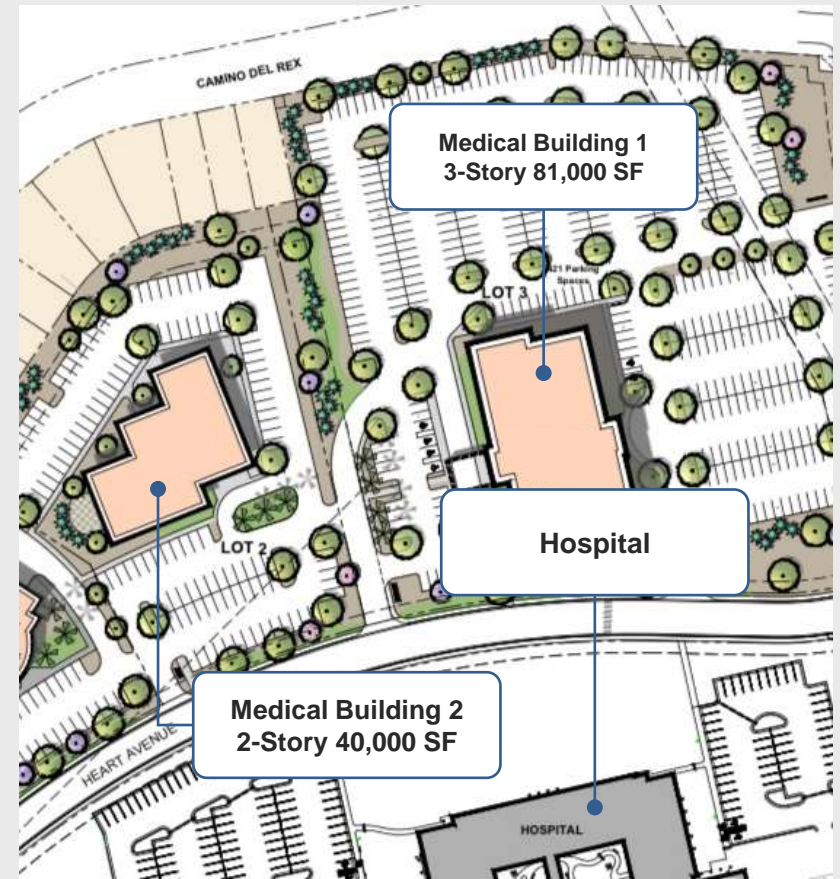 CAMINO DEL REX
Medical Building 1
3-Story 81,000 SF
421 Parking
Spaces
LOT 3
Hospital
LOT 2
Medical Building 2
2-Story 40,000 SF
HEART AVENUE
HOSPITAL